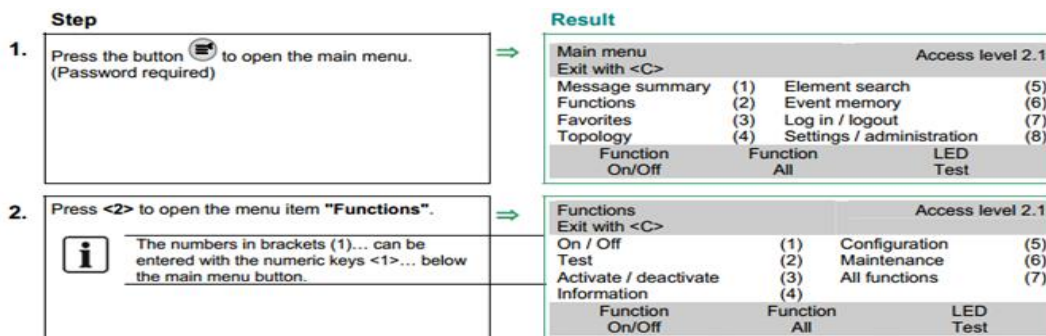 Step
Result
1.
Press the button to open the main menu.
(Password required)
⇒
Main menu Access level 2.1
Exit with <C>
Message summary (1) Element search (5)
Functions (2) Event memory (6)
Favorites (3) Log in / logout (7)
Topology (4) Settings / administration (8)
Function Function LED
On/Off All Test
2.
Press <2> to open the menu item "Functions".
i
The numbers in brackets (1)... can be
entered with the numeric keys <1>... below
the main menu button.
⇒
Functions Access level 2.1
Exit with <C>
On / Off (1) Configuration (5)
Test (2) Maintenance (6)
Activate / deactivate (3) All functions (7)
Information (4)
Function Function LED
On/Off All Test